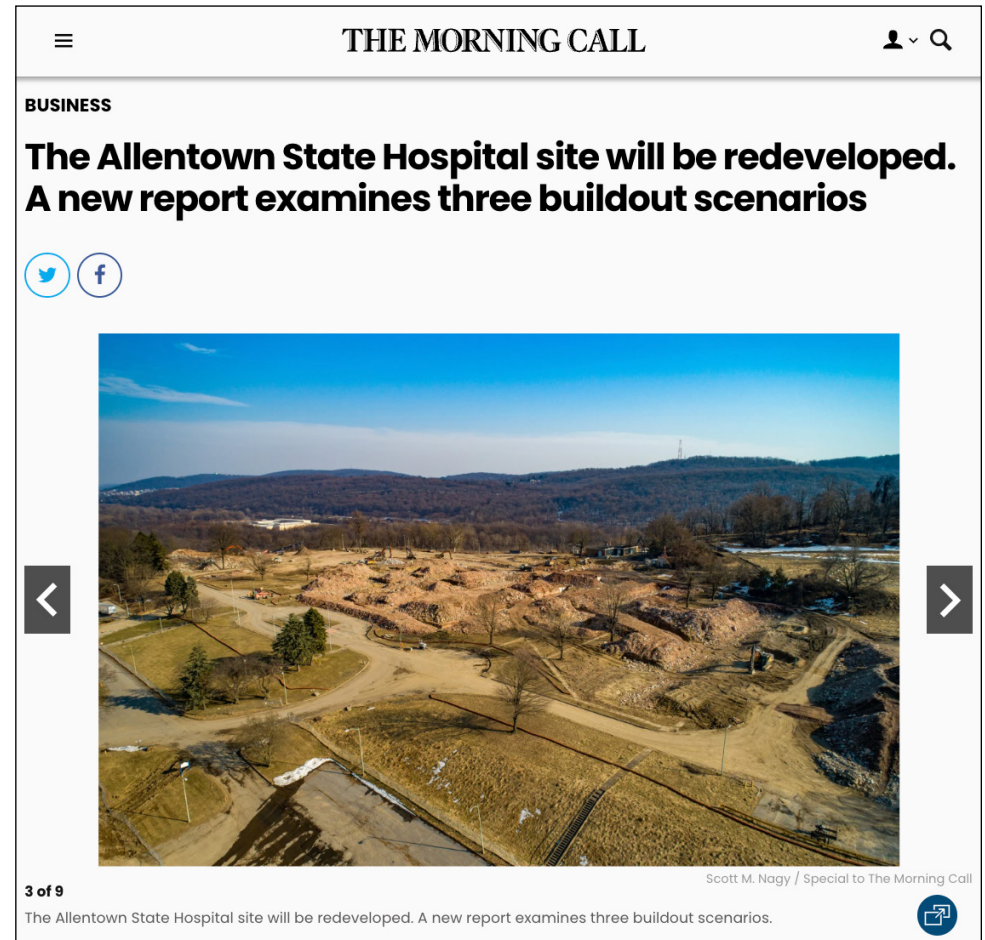 THE MORNING CALL
BUSINESS
The Allentown State Hospital site will be redeveloped.
A new report examines three buildout scenarios
Scott M. Nagy / Special to The Morning Call
3 of 9
The Allentown State Hospital site will be redeveloped. A new report examines three buildout scenarios.